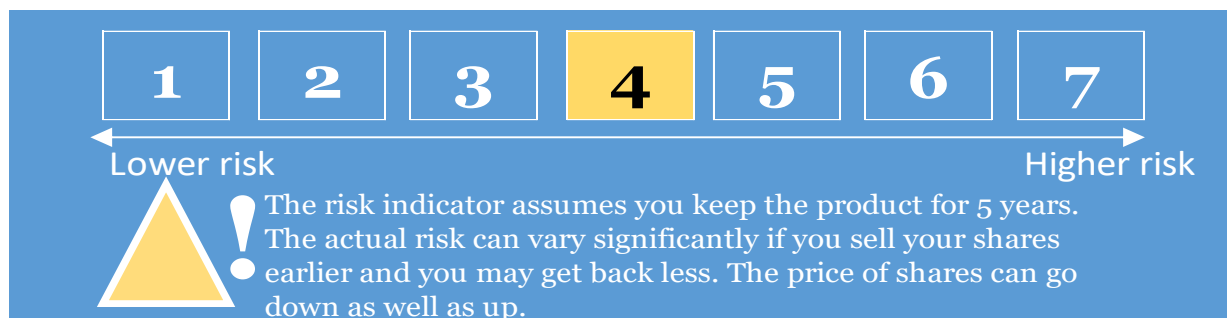 1 2 3 4 5 6 7
Lower risk Higher risk
! The risk indicator assumes you keep the product for 5 years.
The actual risk can vary significantly if you sell your shares
earlier and you may get back less. The price of shares can go
down as well as up.